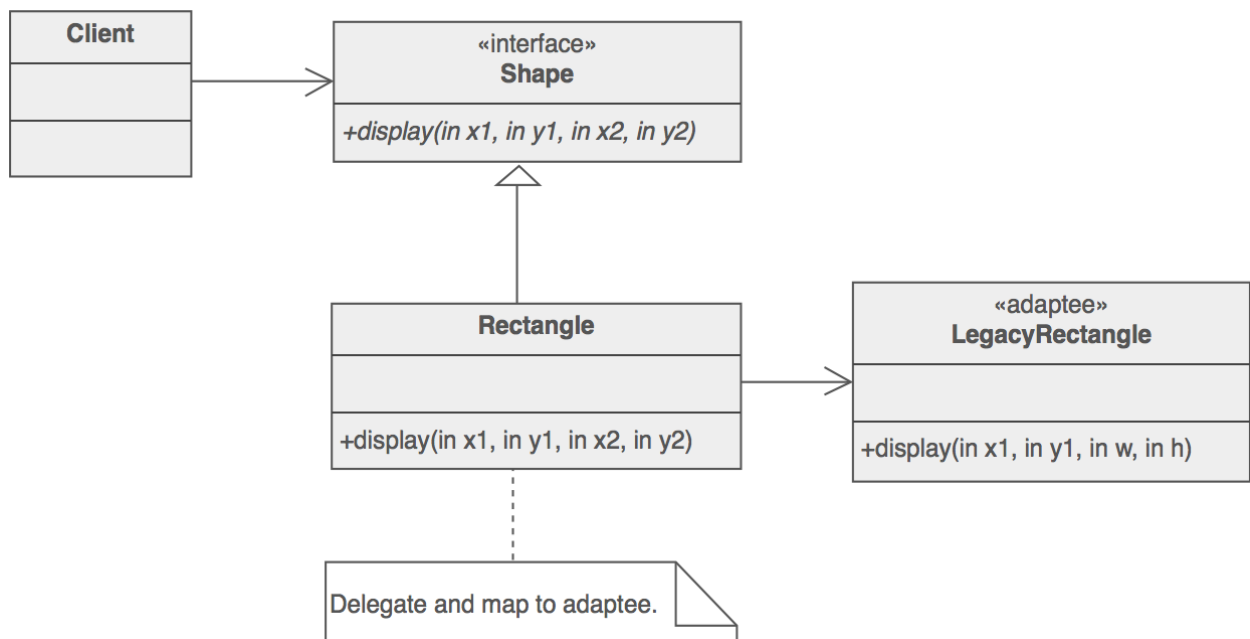 Client
«interface»
Shape
+display(in x1, in y1, in x2, in y2)
Rectangle
+display(in x1, in y1, in x2, in y2)
«adaptee»
LegacyRectangle
+display(in x1, in y1, in w, in h)
Delegate and map to adaptee.